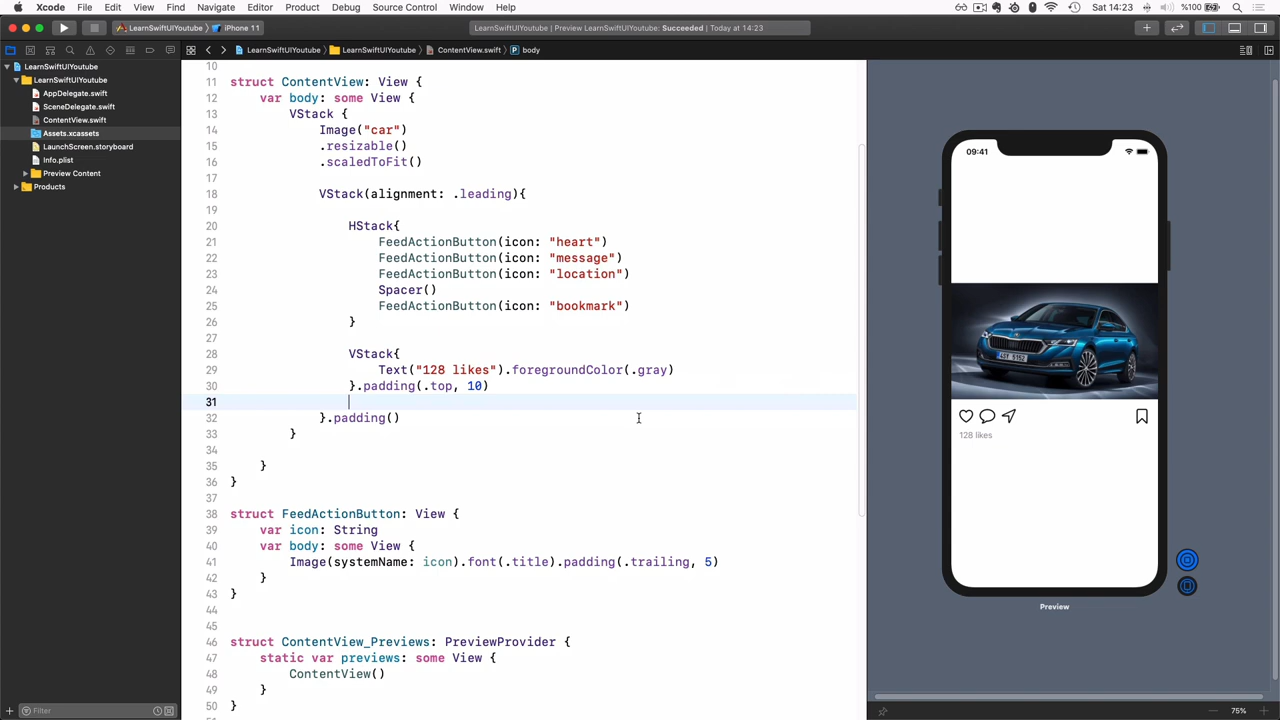 Xcode File Edit View Find Navigate Editor Product Debug Source Control Window Help Sat 14:23 %100
LearnSwiftUIYoutube iPhone 11 LearnSwiftUIYoutube | Preview LearnSwiftUIYoutube: Succeeded | Today at 14:23
LearnSwiftUIYoutube LearnSwiftUIYoutube ContentView.swift P body
LearnSwiftUIYoutube
LearnSwiftUIYoutube
AppDelegate.swift
SceneDelegate.swift
ContentView.swift
Assets.xcassets
LaunchScreen.storyboard
Info.plist
Preview Content
Products
Filter
10
11 struct ContentView: View {
12 var body: some View {
13 VStack {
14 Image("car")
15 .resizable()
16 .scaledToFit()
17
18 VStack(alignment: .leading){
19
20 HStack{
21 FeedActionButton(icon: "heart")
22 FeedActionButton(icon: "message")
23 FeedActionButton(icon: "location")
24 Spacer()
25 FeedActionButton(icon: "bookmark")
26 }
27
28 VStack{
29 Text("128 likes").foregroundColor(.gray)
30 }.padding(.top, 10)
31
32 }.padding()
33 }
34
35 }
36 }
37
38 struct FeedActionButton: View {
39 var icon: String
40 var body: some View {
41 Image(systemName: icon).font(.title).padding(.trailing, 5)
42 }
43 }
44
45
46 struct ContentView_Previews: PreviewProvider {
47 static var previews: some View {
48 ContentView()
49 }
50 }
09:41
128 likes
Preview
75%